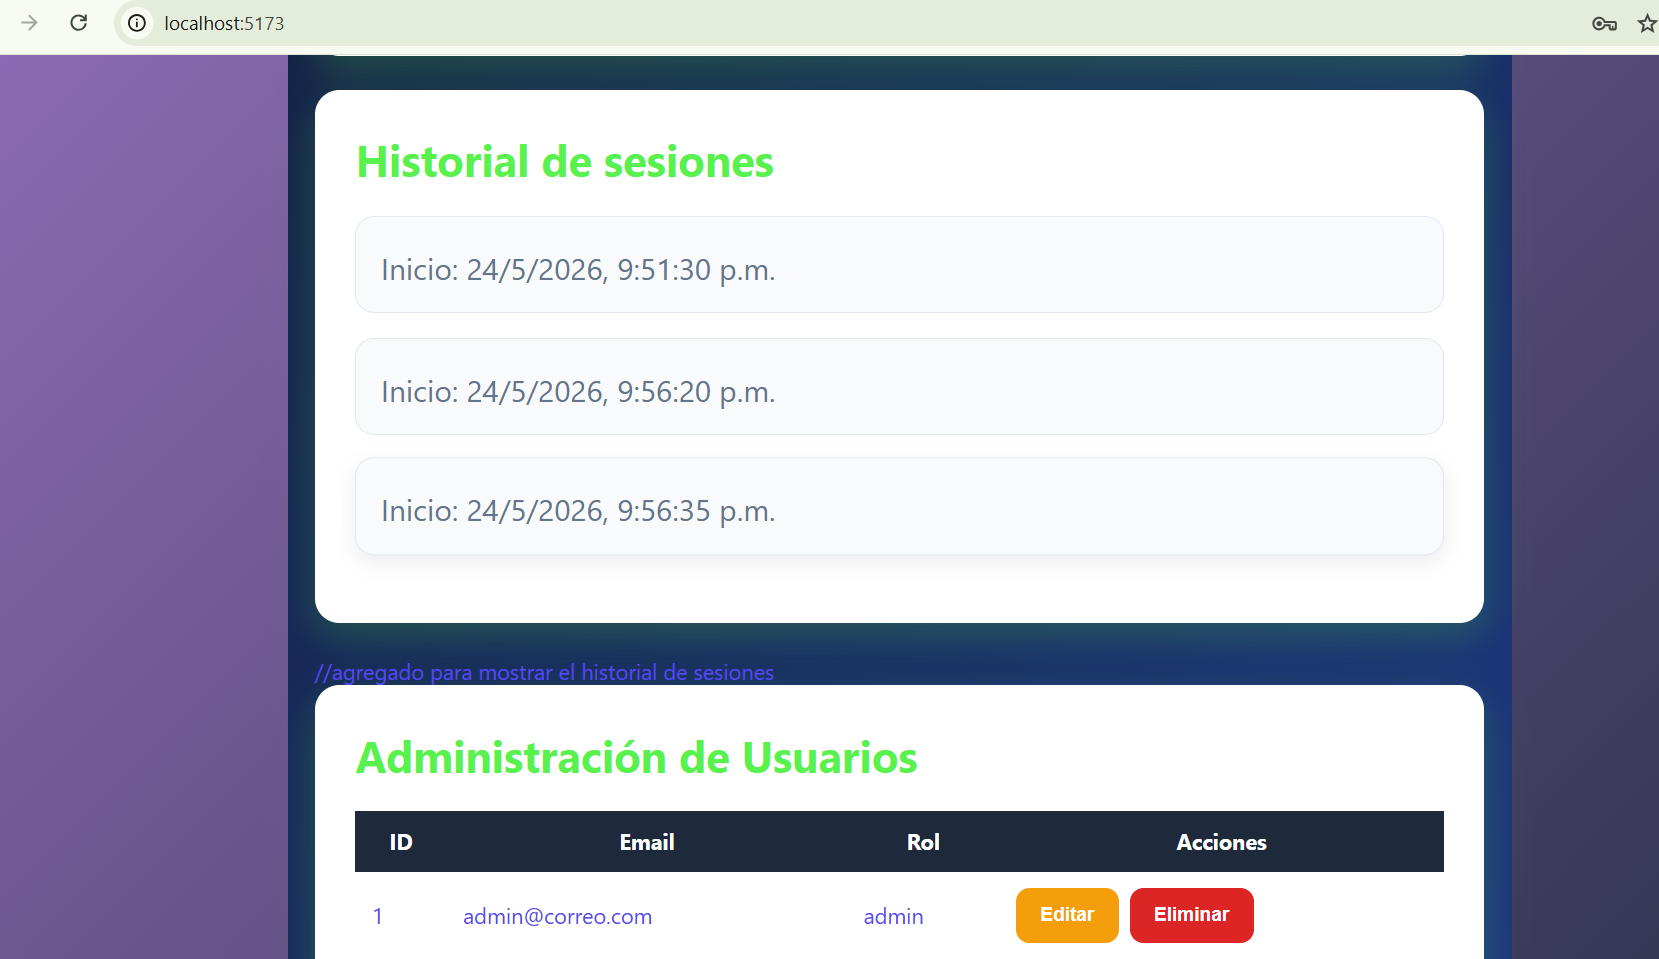 localhost:5173
Historial de sesiones
Inicio: 24/5/2026, 9:51:30 p.m.
Inicio: 24/5/2026, 9:56:20 p.m.
Inicio: 24/5/2026, 9:56:35 p.m.
//agregado para mostrar el historial de sesiones
Administración de Usuarios
ID Email Rol Acciones
1 admin@correo.com admin Editar Eliminar